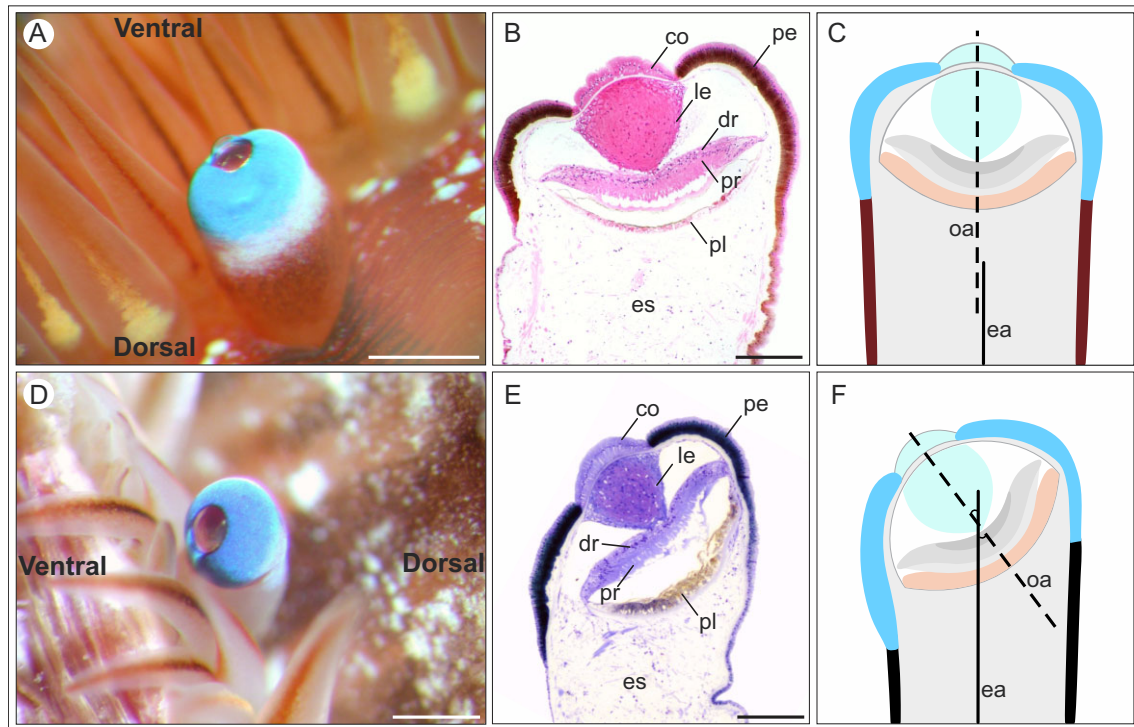 A
Ventral
Dorsal
B
co
pe
le
dr
pr
pl
es
C
oa
ea
D
Ventral
Dorsal
E
co
pe
le
dr
pr
pl
es
F
oa
ea